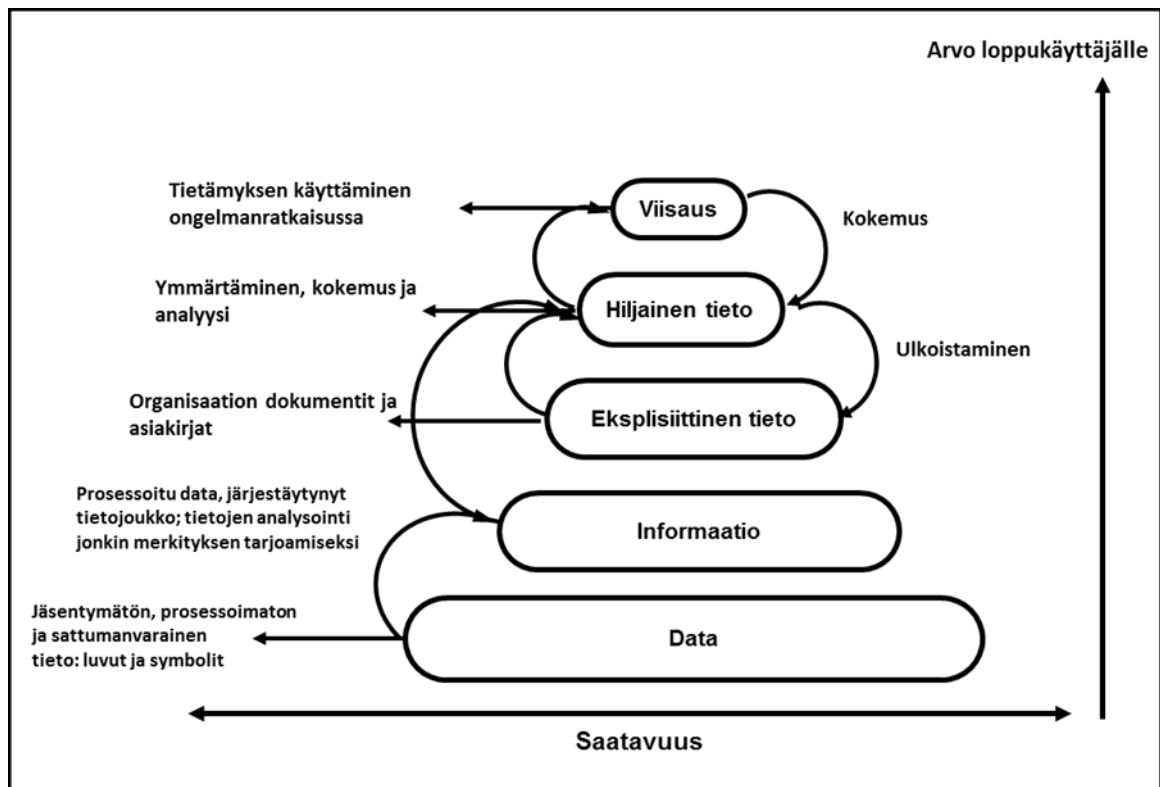 Arvo loppukäyttäjälle
Tietämyksen käyttäminen
ongelmanratkaisussa
Viisaus
Kokemus
Ymmärtäminen, kokemus ja
analyysi
Hiljainen tieto
Ulkoistaminen
Organisaation dokumentit ja
asiakirjat
Eksplisiittinen tieto
Prosessoitu data, järjestäytynyt
tietojoukko; tietojen analysointi
jonkin merkityksen tarjoamiseksi
Informaatio
Jäsentymätön, prosessoimaton
ja sattumanvarainen
tieto: luvut ja symbolit
Data
Saatavuus